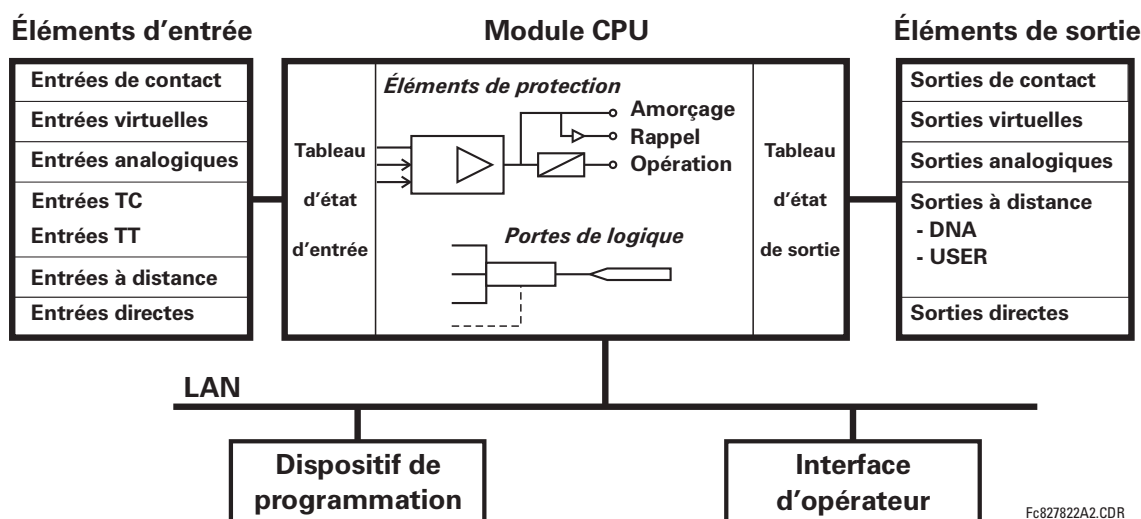 Éléments d'entrée
Module CPU
Éléments de sortie
Entrées de contact
Entrées virtuelles
Entrées analogiques
Entrées TC
Entrées TT
Entrées à distance
Entrées directes
Tableau
d'état
d'entrée
Éléments de protection
Amorçage
Rappel
Opération
Portes de logique
Tableau
d'état
de sortie
Sorties de contact
Sorties virtuelles
Sorties analogiques
Sorties à distance
- DNA
- USER
Sorties directes
LAN
Dispositif de
programmation
Interface
d'opérateur
Fc827822A2.CDR